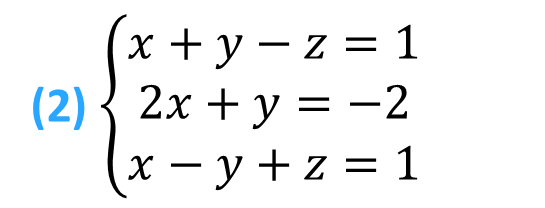 (2) { x + y − z = 1
2x + y = −2
x − y + z = 1